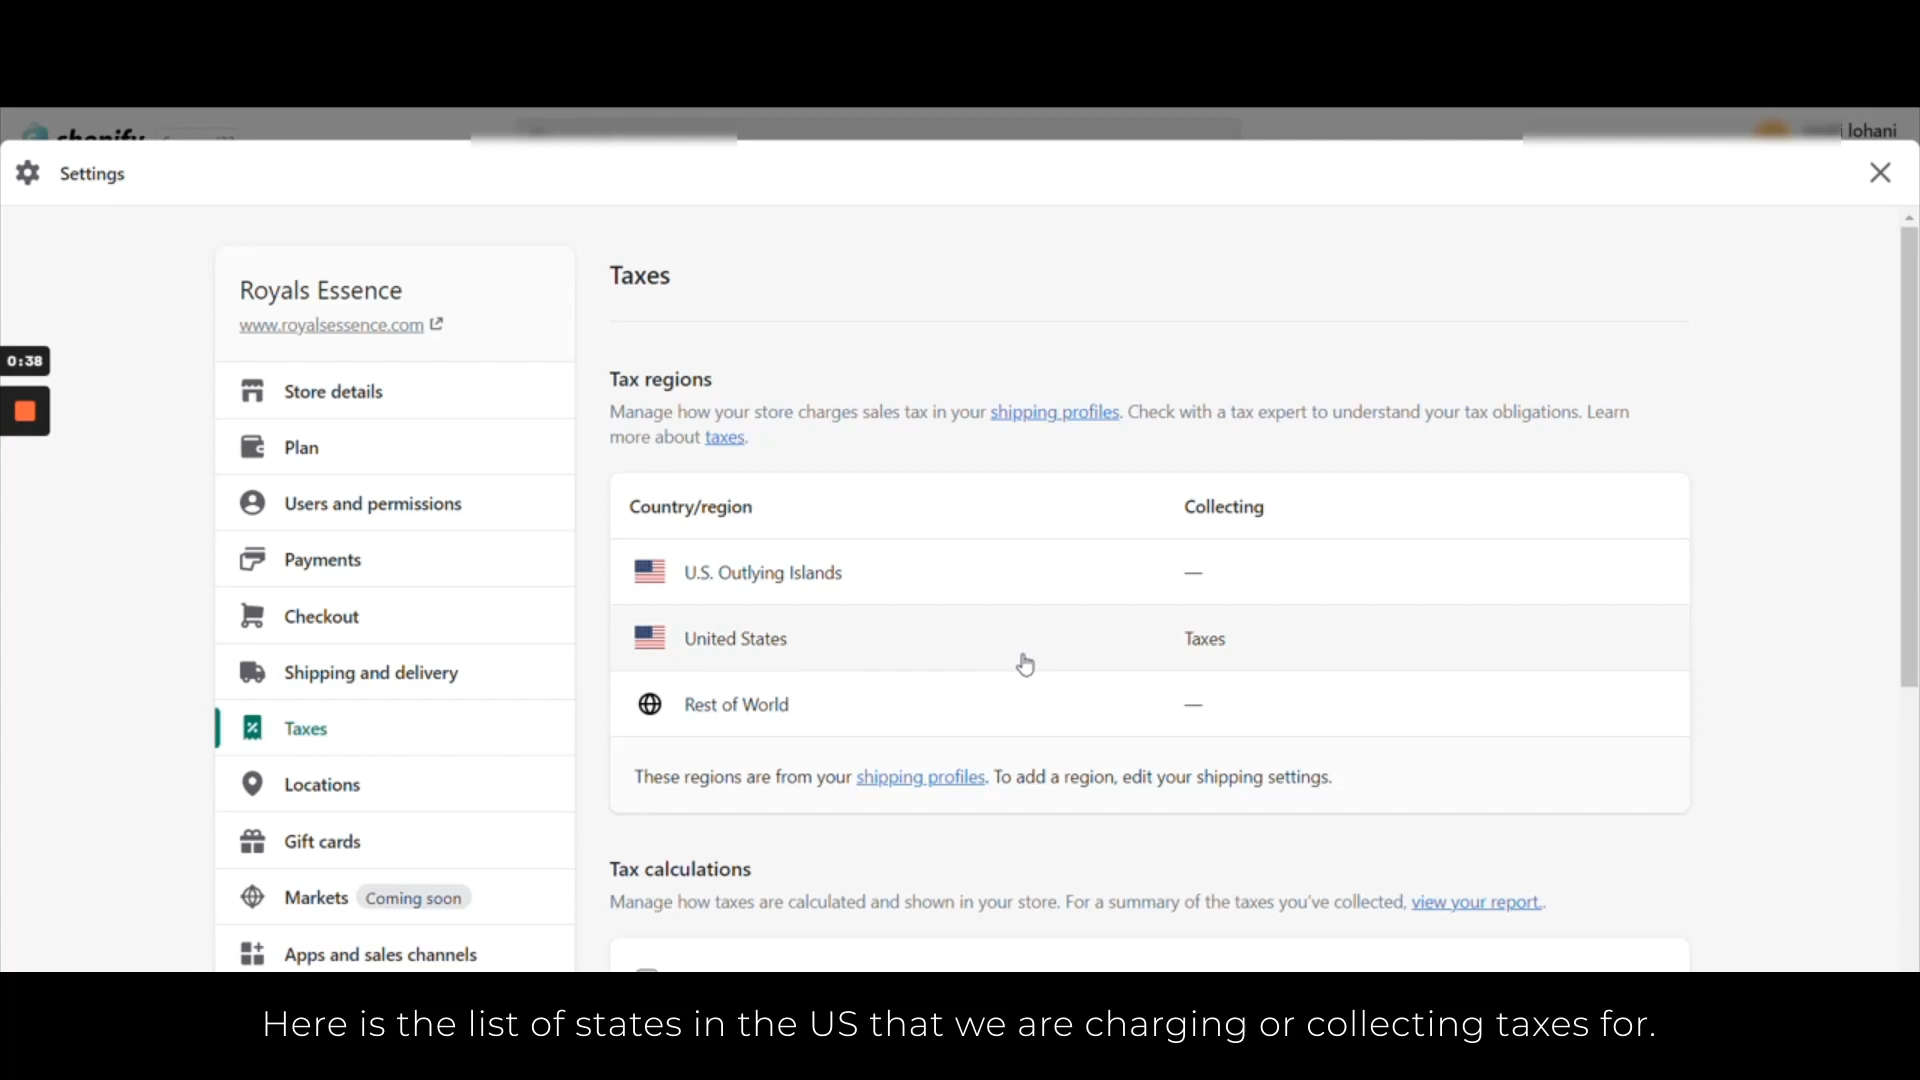 shopify
lohani
Settings
Royals Essence
www.royalsessence.com
0:38
Store details
Plan
Users and permissions
Payments
Checkout
Shipping and delivery
Taxes
Locations
Gift cards
Markets Coming soon
Apps and sales channels
Taxes
Tax regions
Manage how your store charges sales tax in your shipping profiles. Check with a tax expert to understand your tax obligations. Learn
more about taxes.
Country/region Collecting
U.S. Outlying Islands —
United States Taxes
Rest of World —
These regions are from your shipping profiles. To add a region, edit your shipping settings.
Tax calculations
Manage how taxes are calculated and shown in your store. For a summary of the taxes you've collected, view your report..
Here is the list of states in the US that we are charging or collecting taxes for.